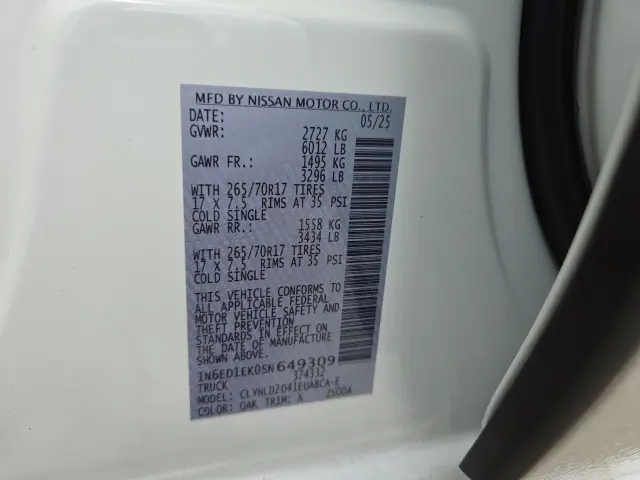 MFD BY NISSAN MOTOR CO., LTD.
DATE: 05/25
GVWR: 2727 KG
6012 LB
GAWR FR.: 1495 KG
3296 LB
WITH 265/70R17 TIRES
17 X 7.5 RIMS AT 35 PSI
COLD SINGLE
GAWR RR.: 1558 KG
3434 LB
WITH 265/70R17 TIRES
17 X 7.5 RIMS AT 35 PSI
COLD SINGLE
THIS VEHICLE CONFORMS TO
ALL APPLICABLE FEDERAL
MOTOR VEHICLE SAFETY AND
THEFT PREVENTION
STANDARDS IN EFFECT ON
THE DATE OF MANUFACTURE
SHOWN ABOVE.
1N6ED1EK0SN649309
TRUCK 374332
MODEL: CLYNLDZD41EUABCA-E
COLOR: QAK TRIM: X